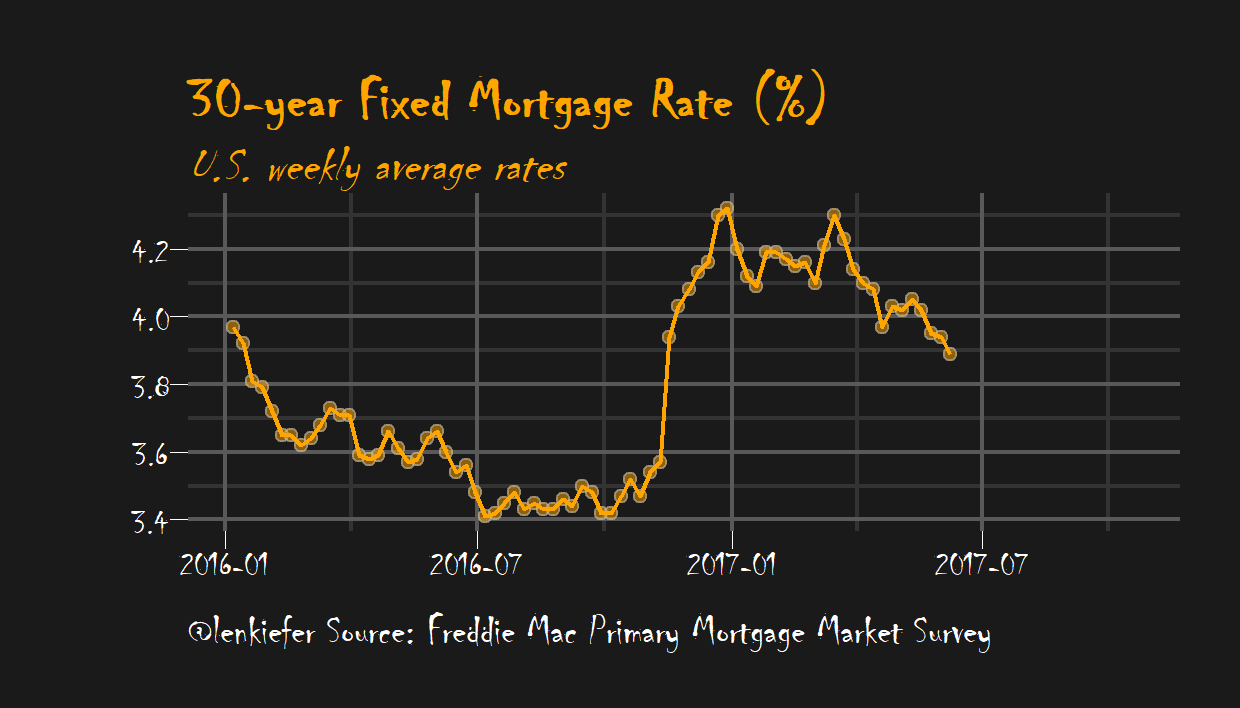 30-year Fixed Mortgage Rate (%)
U.S. weekly average rates
4.2
4.0
3.8
3.6
3.4
2016-01 2016-07 2017-01 2017-07
@lenkiefer Source: Freddie Mac Primary Mortgage Market Survey